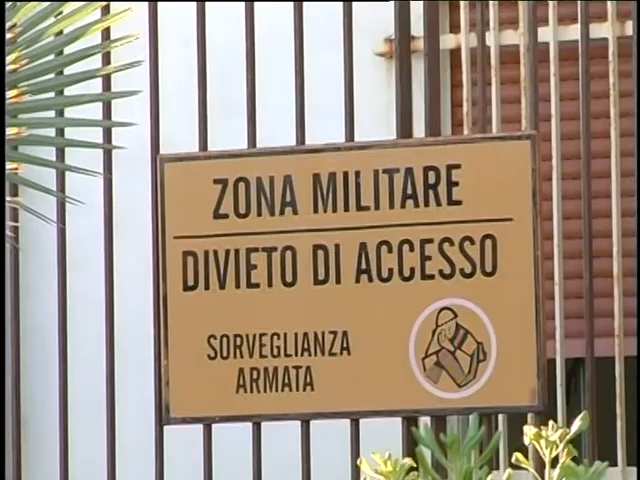 ZONA MILITARE
DIVIETO DI ACCESSO
SORVEGLIANZA
ARMATA